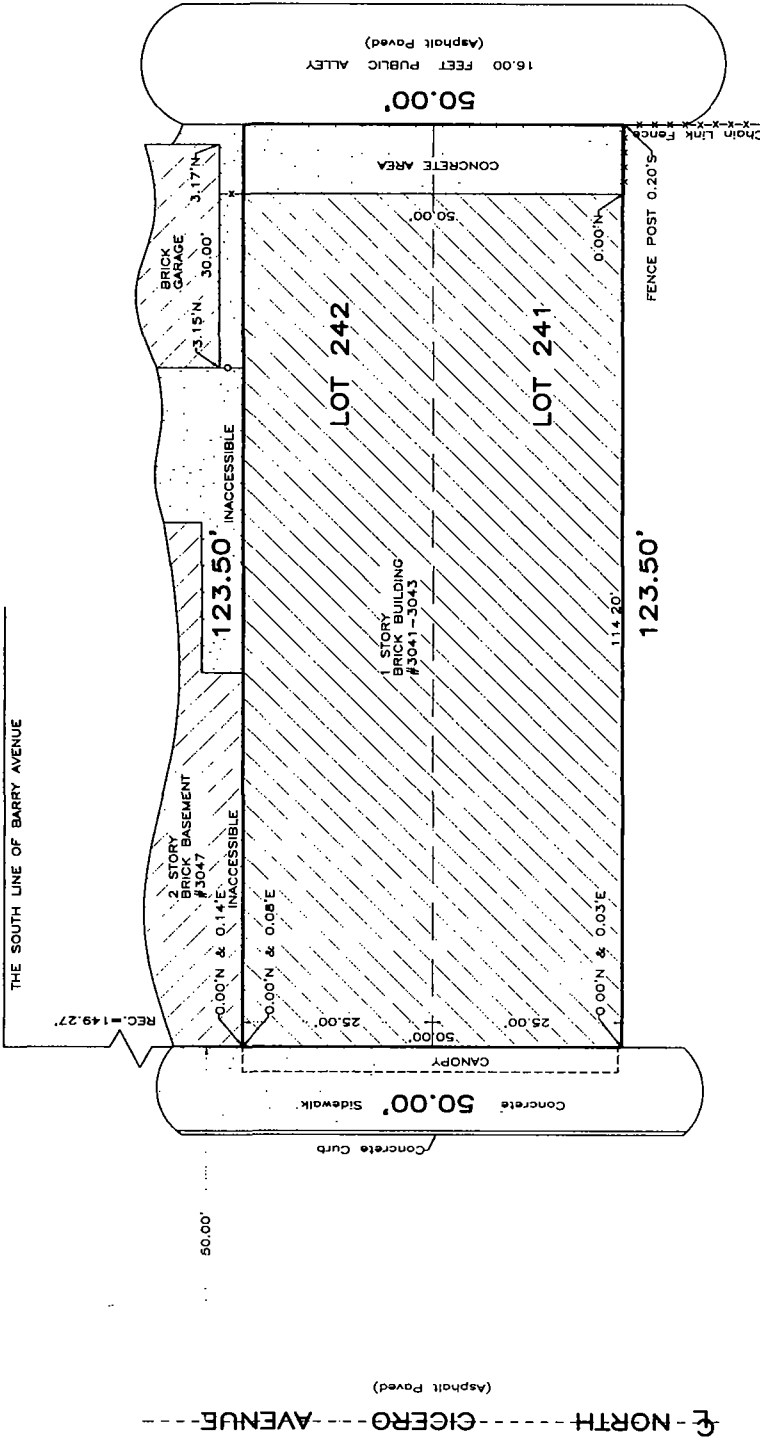 THE SOUTH LINE OF BARRY AVENUE
16.00 FEET PUBLIC ALLEY
(Asphalt Paved)
50.00'
Chain Link Fence
FENCE POST 0.20'S
CONCRETE AREA
50.00'
0.00'N
BRICK
GARAGE
3.17'N
30.00'
3.15'N
LOT 242
LOT 241
INACCESSIBLE
123.50'
1 STORY
BRICK BUILDING
#3041-3043
114.20'
123.50'
2 STORY
BRICK BASEMENT
#3047
INACCESSIBLE
0.00'N & 0.14'E
0.00'N & 0.08'E
0.00'N & 0.03'E
REC.=149.27'
25.00'
50.00'
25.00'
CANOPY
Concrete Sidewalk
50.00'
Concrete Curb
(Asphalt Paved)
NORTH CICERO AVENUE